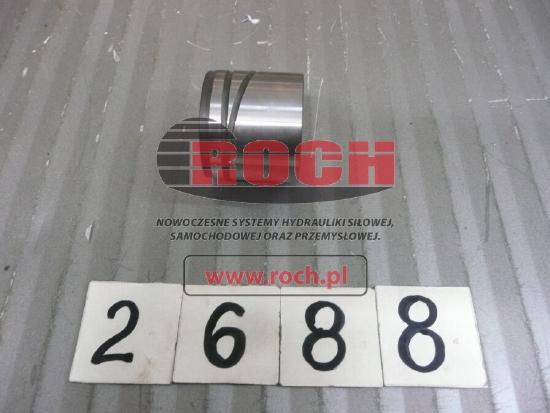 ROCH
NOWOCZESNE SYSTEMY HYDRAULIKI SIŁOWEJ,
SAMOCHODOWEJ ORAZ PRZEMYSŁOWEJ.
www.roch.pl
2 6 8 8